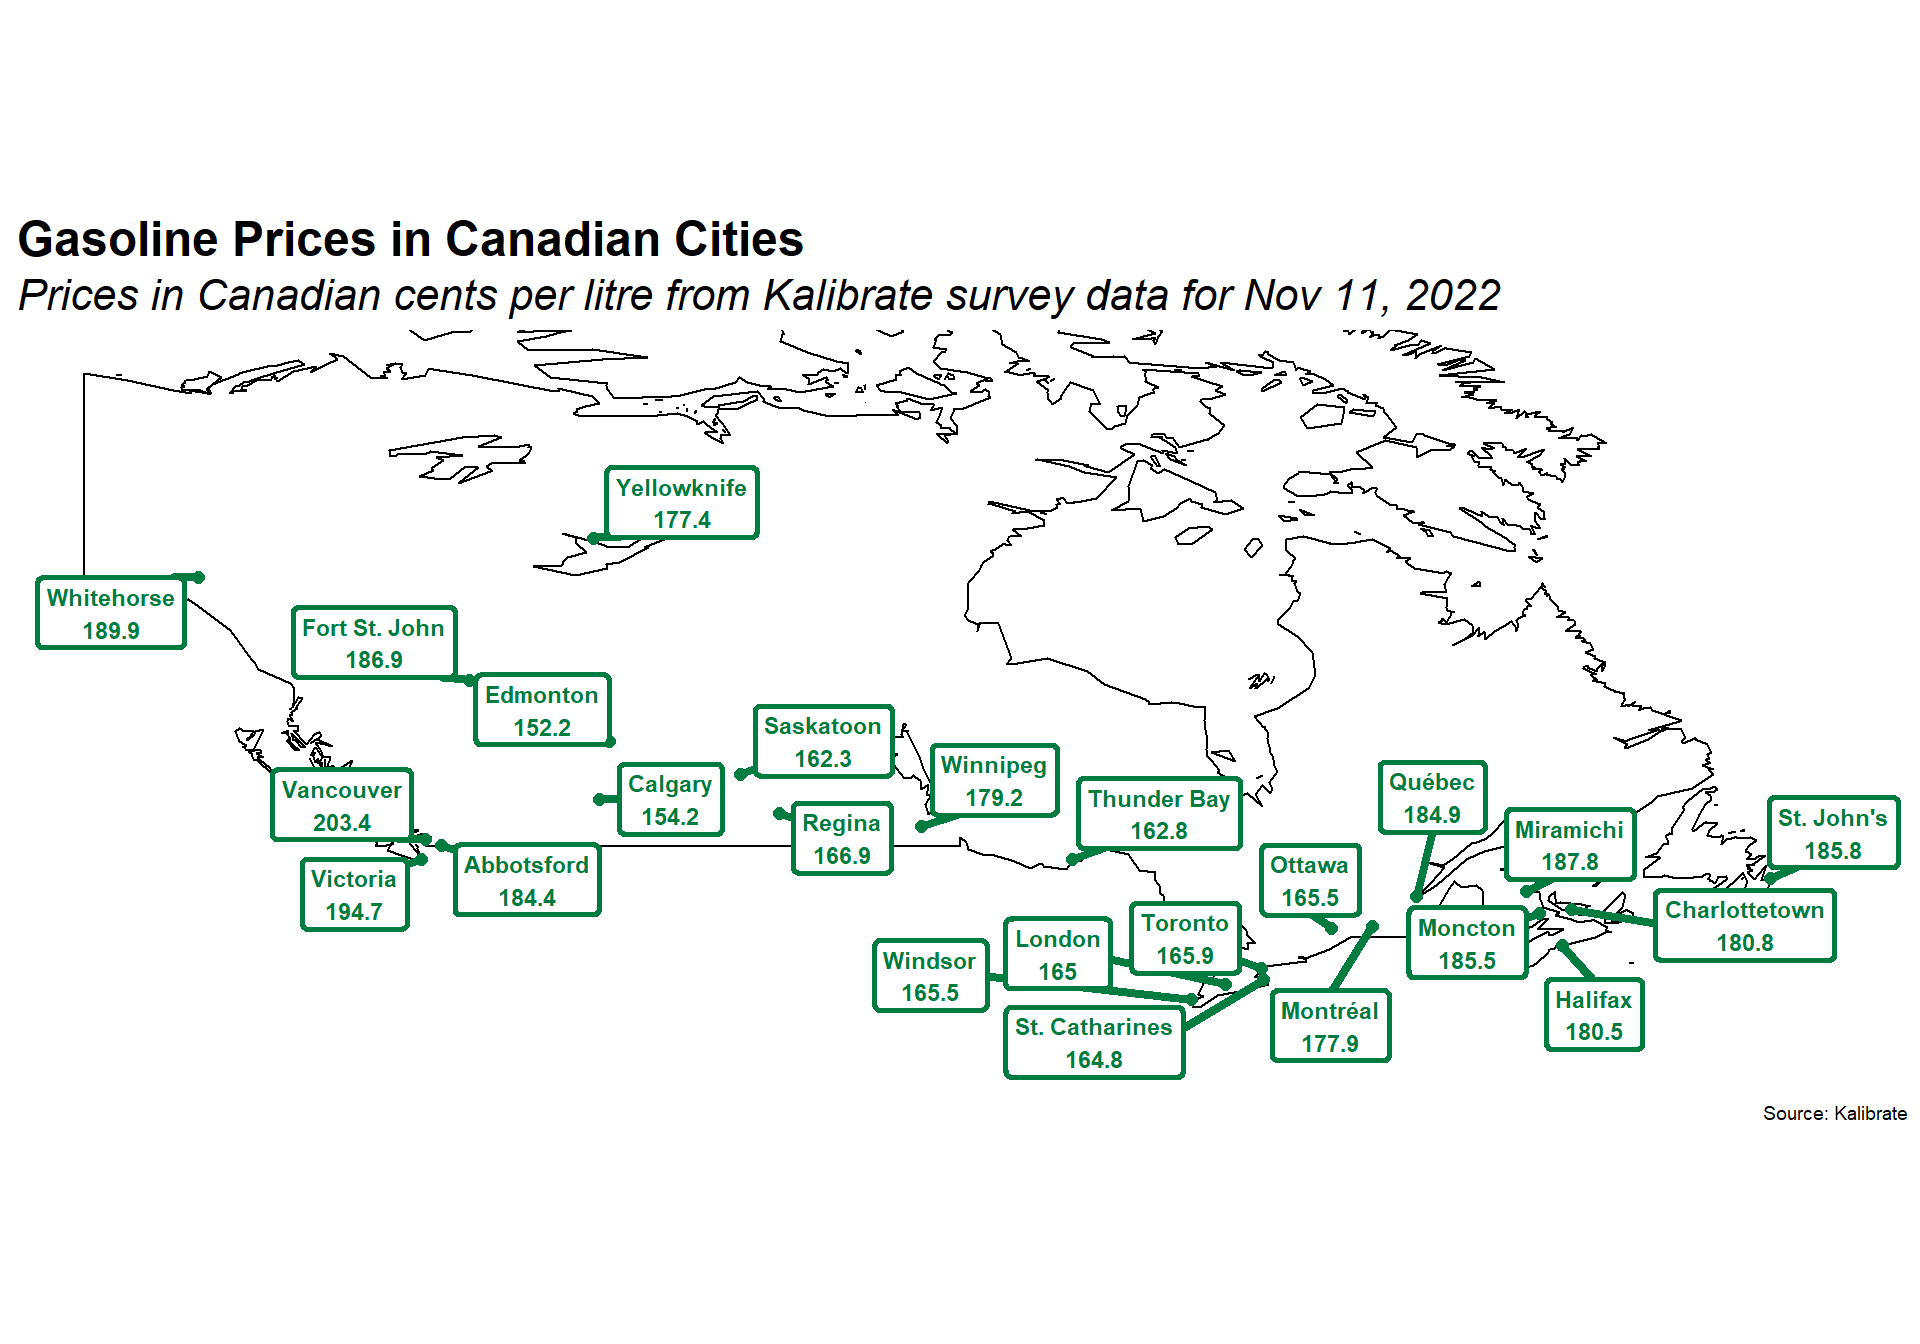 Gasoline Prices in Canadian Cities
Prices in Canadian cents per litre from Kalibrate survey data for Nov 11, 2022
Yellowknife
177.4
Whitehorse
189.9
Fort St. John
186.9
Edmonton
152.2
Saskatoon
162.3
Winnipeg
179.2
Calgary
154.2
Vancouver
203.4
Regina
166.9
Thunder Bay
162.8
Québec
184.9
Miramichi
187.8
St. John's
185.8
Victoria
194.7
Abbotsford
184.4
Ottawa
165.5
Charlottetown
180.8
Toronto
165.9
Moncton
185.5
London
165
Windsor
165.5
Halifax
180.5
Montréal
177.9
St. Catharines
164.8
Source: Kalibrate